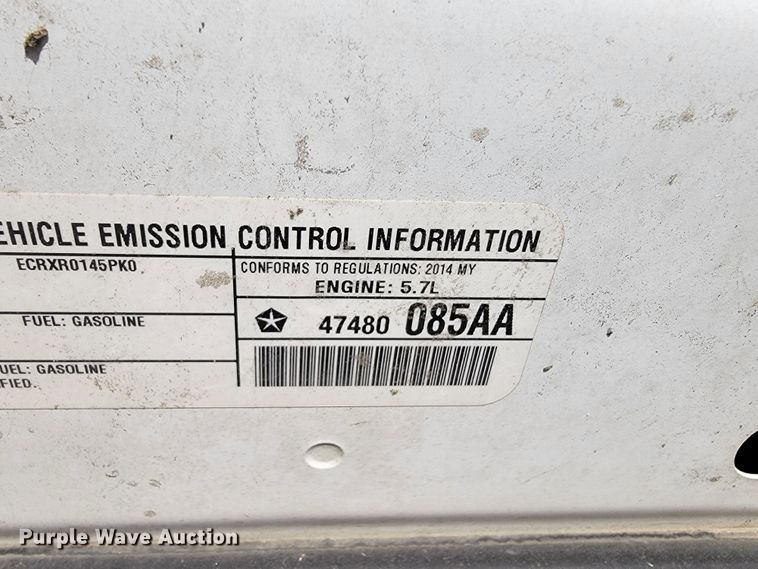 EHICLE EMISSION CONTROL INFORMATION
ECRXR0145PK0
CONFORMS TO REGULATIONS: 2014 MY
ENGINE: 5.7L
FUEL: GASOLINE
47480 085AA
UEL: GASOLINE
FIED.
Purple Wave Auction